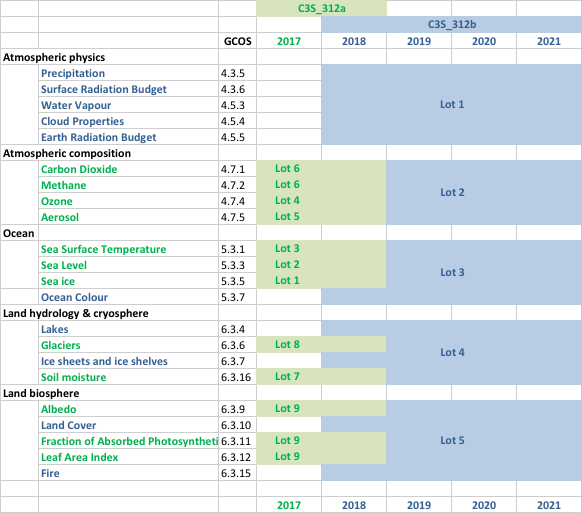 C3S_312a
C3S_312b
GCOS 2017 2018 2019 2020 2021
Atmospheric physics
Precipitation 4.3.5
Surface Radiation Budget 4.3.6
Water Vapour 4.5.3 Lot 1
Cloud Properties 4.5.4
Earth Radiation Budget 4.5.5
Atmospheric composition
Carbon Dioxide 4.7.1 Lot 6
Methane 4.7.2 Lot 6 Lot 2
Ozone 4.7.4 Lot 4
Aerosol 4.7.5 Lot 5
Ocean
Sea Surface Temperature 5.3.1 Lot 3
Sea Level 5.3.3 Lot 2 Lot 3
Sea ice 5.3.5 Lot 1
Ocean Colour 5.3.7
Land hydrology & cryosphere
Lakes 6.3.4
Glaciers 6.3.6 Lot 8 Lot 4
Ice sheets and ice shelves 6.3.7
Soil moisture 6.3.16 Lot 7
Land biosphere
Albedo 6.3.9 Lot 9
Land Cover 6.3.10
Fraction of Absorbed Photosyntheti 6.3.11 Lot 9 Lot 5
Leaf Area Index 6.3.12 Lot 9
Fire 6.3.15
2017 2018 2019 2020 2021